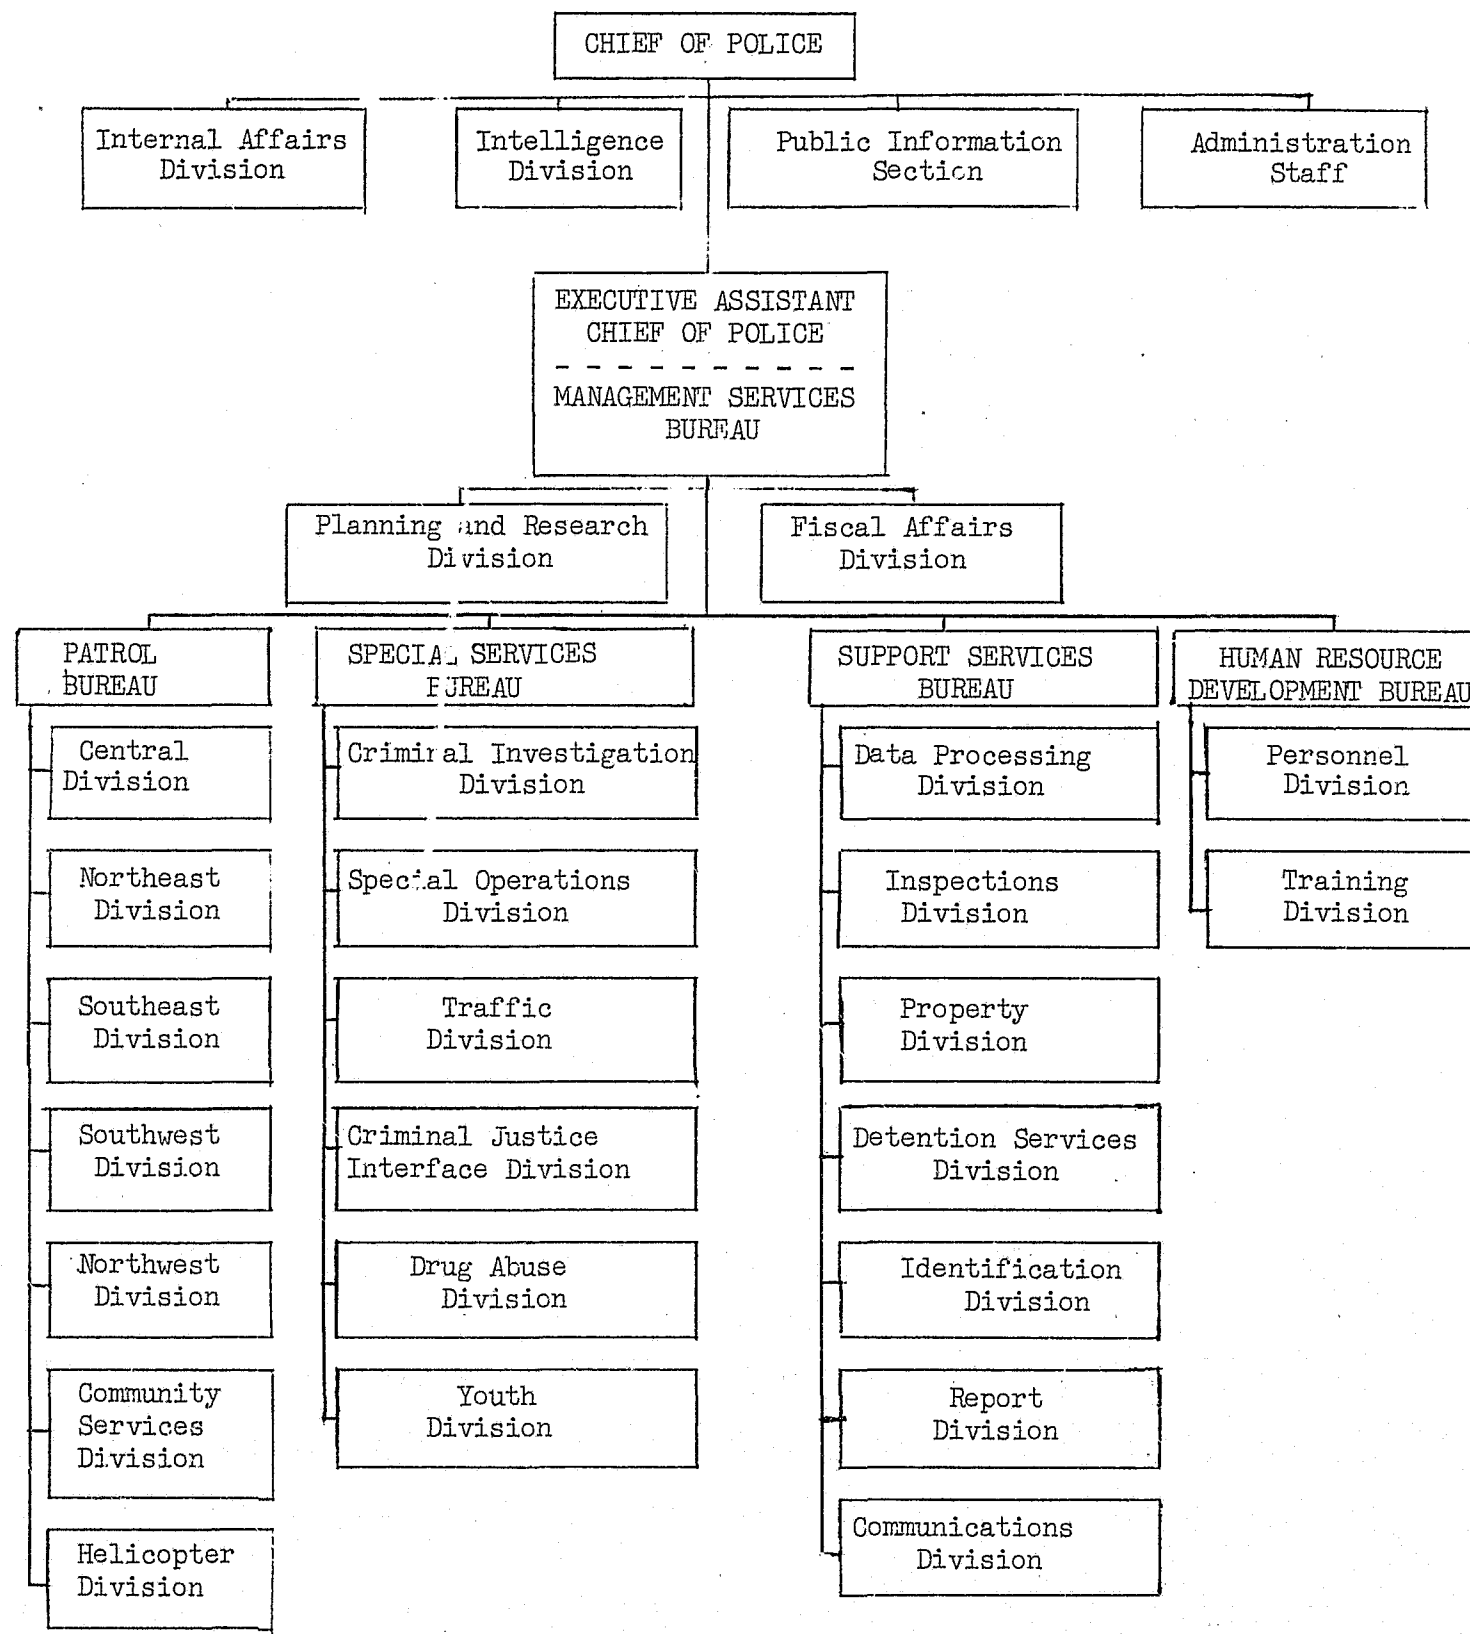 CHIEF OF POLICE
Internal Affairs
Division
Intelligence
Division
Public Information
Section
Administration
Staff
EXECUTIVE ASSISTANT
CHIEF OF POLICE
MANAGEMENT SERVICES
BUREAU
Planning and Research
Division
Fiscal Affairs
Division
PATROL
BUREAU
Central
Division
Northeast
Division
Southeast
Division
Southwest
Division
Northwest
Division
Community
Services
Division
Helicopter
Division
SPECIAL SERVICES
BUREAU
Criminal Investigation
Division
Special Operations
Division
Traffic
Division
Criminal Justice
Interface Division
Drug Abuse
Division
Youth
Division
SUPPORT SERVICES
BUREAU
Data Processing
Division
Inspections
Division
Property
Division
Detention Services
Division
Identification
Division
Report
Division
Communications
Division
HUMAN RESOURCE
DEVELOPMENT BUREAU
Personnel
Division
Training
Division